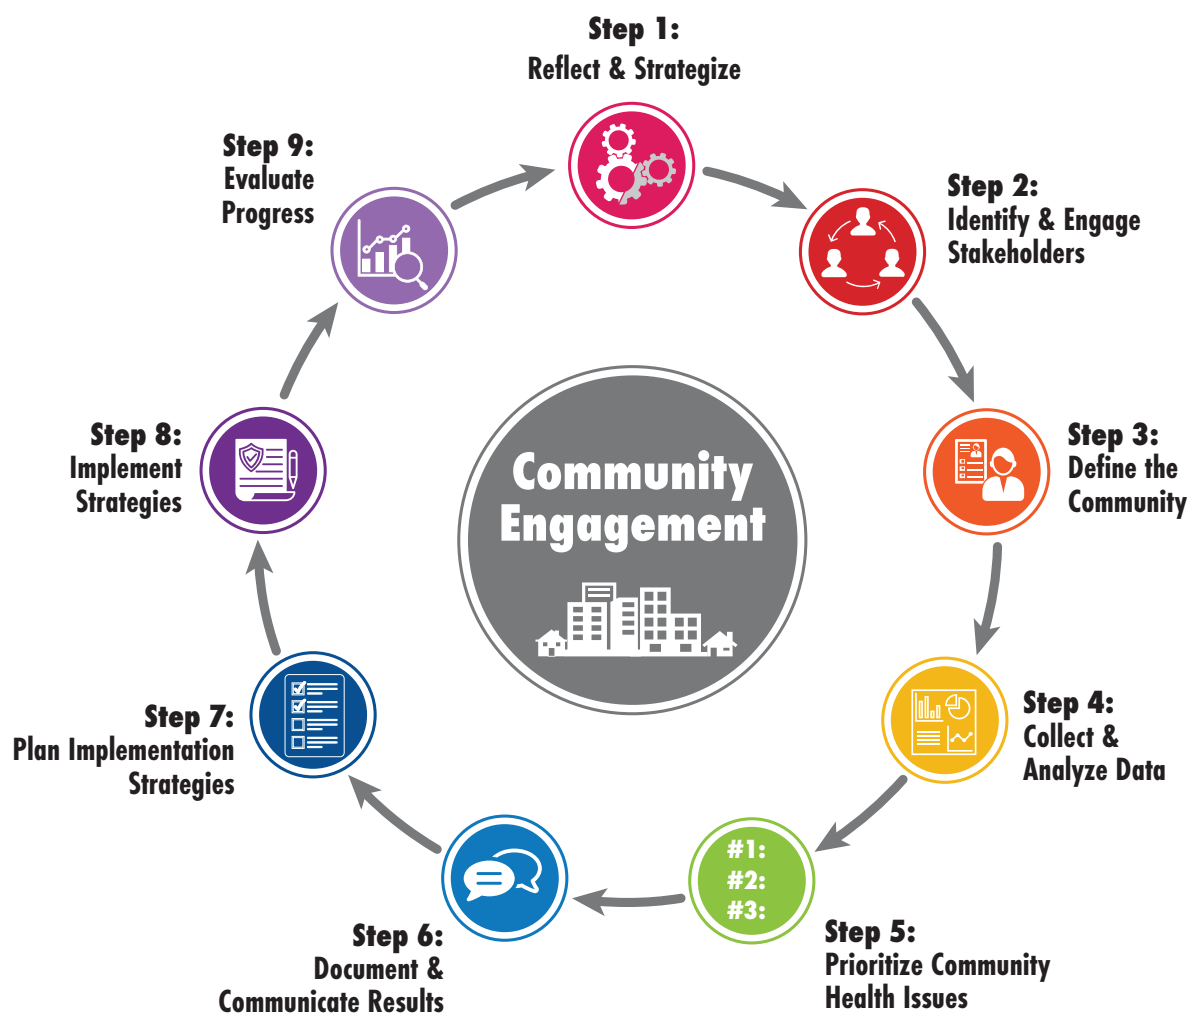 Step 1:
Reflect & Strategize
Step 2:
Identify & Engage
Stakeholders
Step 3:
Define the
Community
Step 4:
Collect &
Analyze Data
Step 5:
Prioritize Community
Health Issues
#1:
#2:
#3:
Step 6:
Document &
Communicate Results
Step 7:
Plan Implementation
Strategies
Step 8:
Implement
Strategies
Step 9:
Evaluate
Progress
Community
Engagement